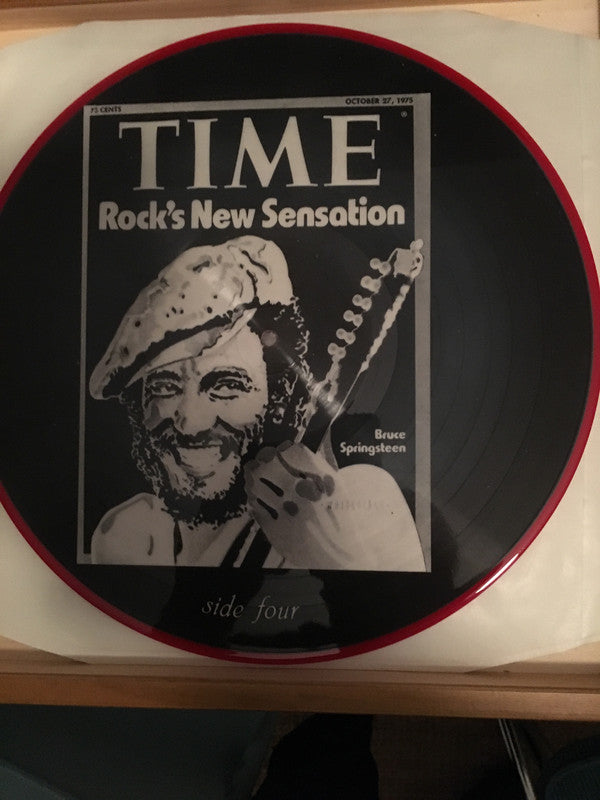 75 CENTS
OCTOBER 27, 1975
TIME
®
Rock's New Sensation
Bruce
Springsteen
side four